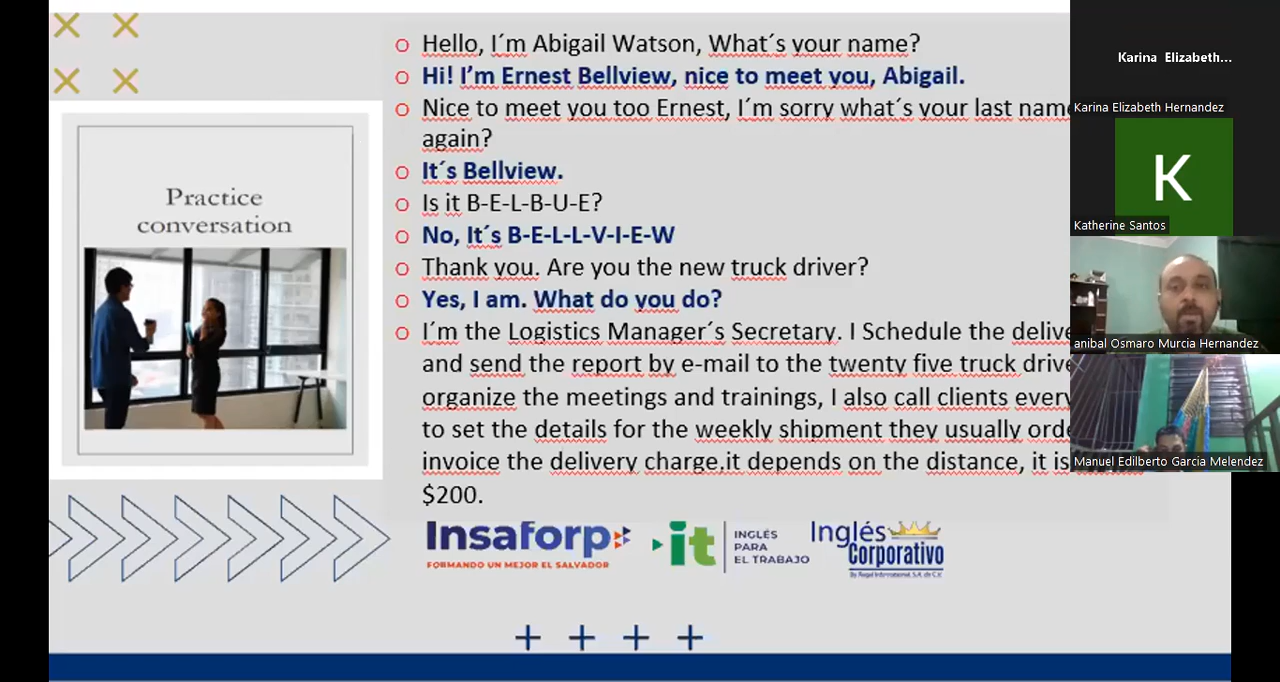 Hello, I´m Abigail Watson, What´s your name?
Hi! I’m Ernest Bellview, nice to meet you, Abigail.
Nice to meet you too Ernest, I´m sorry what´s your last name
again?
It´s Bellview.
Is it B-E-L-B-U-E?
No, It´s B-E-L-L-V-I-E-W
Thank you. Are you the new truck driver?
Yes, I am. What do you do?
I´m the Logistics Manager´s Secretary. I Schedule the
and send the report by e-mail to the twenty five truck
organize the meetings and trainings, I also call clients
to set the details for the weekly shipment they usually
invoice the delivery charge.it depends on the distance, it is
$200.
Practice
conversation
Insaforp
FORMANDO UN MEJOR EL SALVADOR
it
INGLÉS
PARA
EL TRABAJO
Inglés
Corporativo
By Regal International, S.A. de C.V.
Karina Elizabeth...
Karina Elizabeth Hernandez
K
Katherine Santos
anibal Osmaro Murcia Hernandez
Manuel Edilberto Garcia Melendez